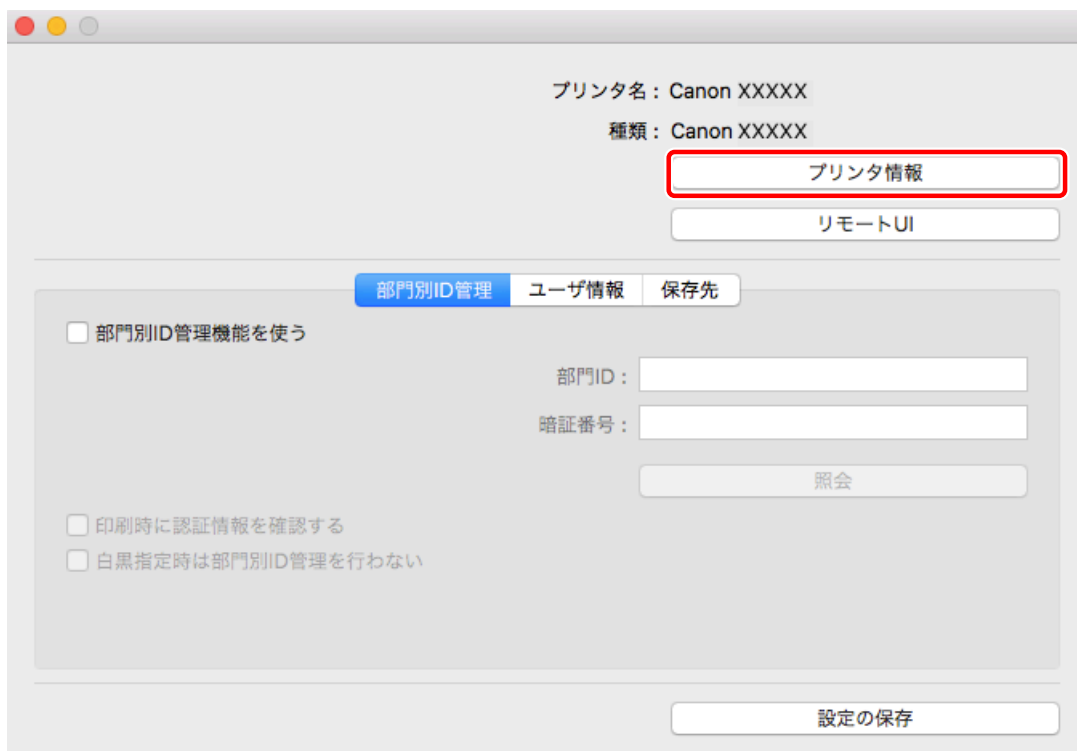 プリンタ名： Canon XXXXX
種類： Canon XXXXX
プリンタ情報
リモートUI
部門別ID管理 ユーザ情報 保存先
部門別ID管理機能を使う
部門ID：
暗証番号：
照会
印刷時に認証情報を確認する
白黒指定時は部門別ID管理を行わない
設定の保存